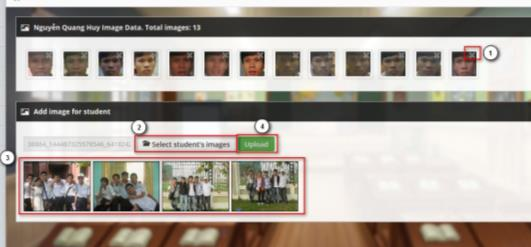 Nguyễn Quang Huy Image Data. Total images: 13
1
Add image for student
2
4
Select student's images
Upload
3